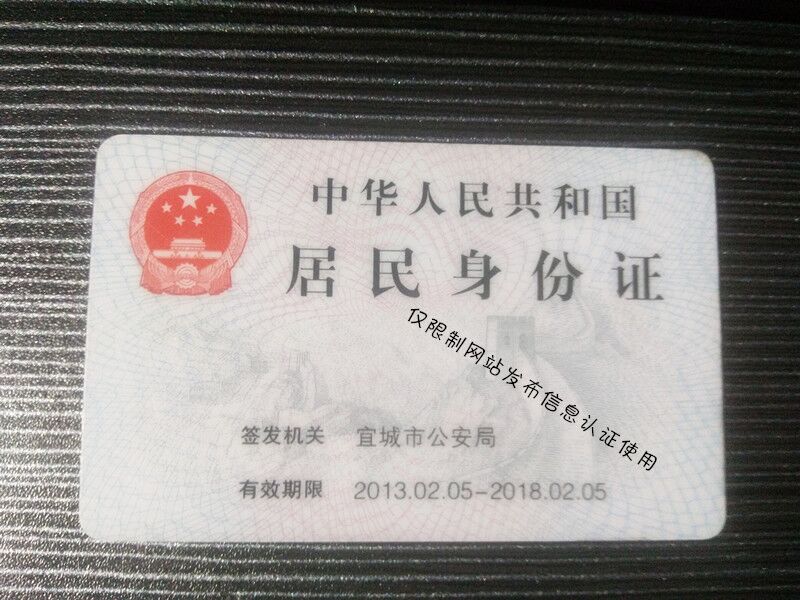 中华人民共和国
居民身份证
仅限制网站发布信息认证使用
签发机关 宜城市公安局
有效期限 2013.02.05-2018.02.05